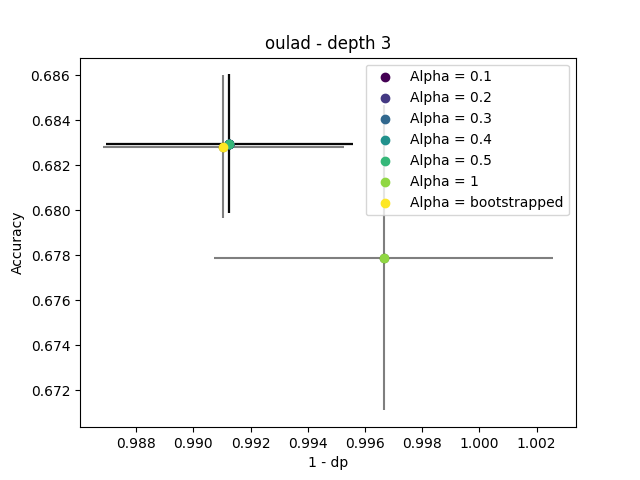 oulad - depth 3
Alpha = 0.1
Alpha = 0.2
Alpha = 0.3
Alpha = 0.4
Alpha = 0.5
Alpha = 1
Alpha = bootstrapped
0.686
0.684
0.682
0.680
0.678
0.676
0.674
0.672
Accuracy
0.988 0.990 0.992 0.994 0.996 0.998 1.000 1.002
1 - dp